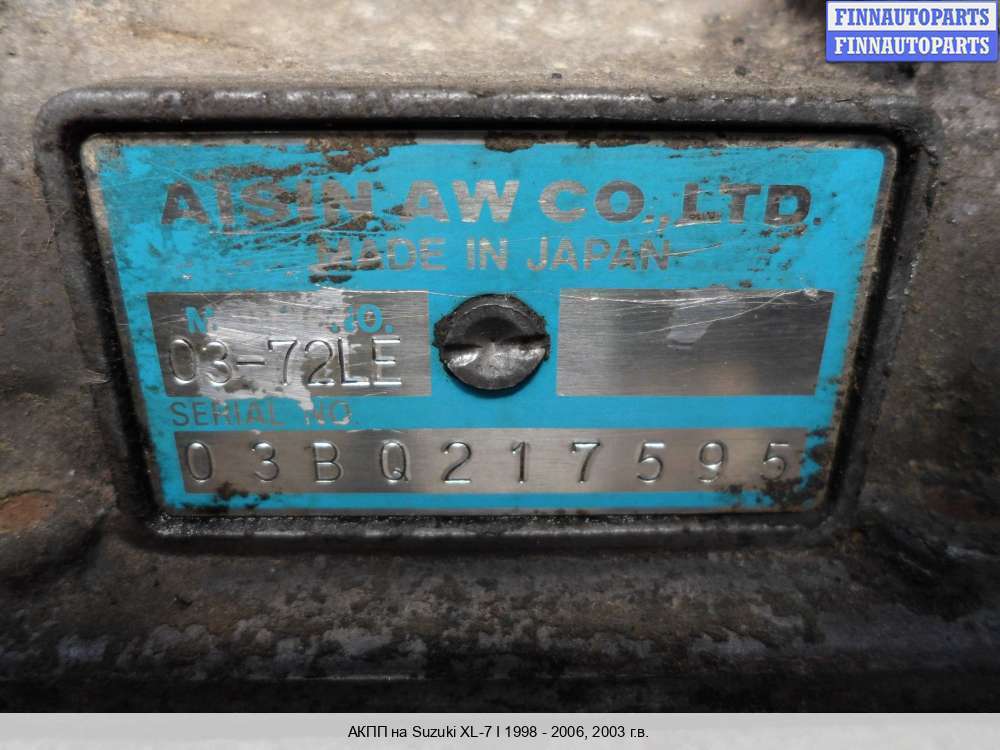 FINNAUTOPARTS
FINNAUTOPARTS
AISIN AW CO., LTD.
MADE IN JAPAN
03-72LE
SERIAL NO.
03BQ217595
АКПП на Suzuki XL-7 I 1998 - 2006, 2003 г.в.